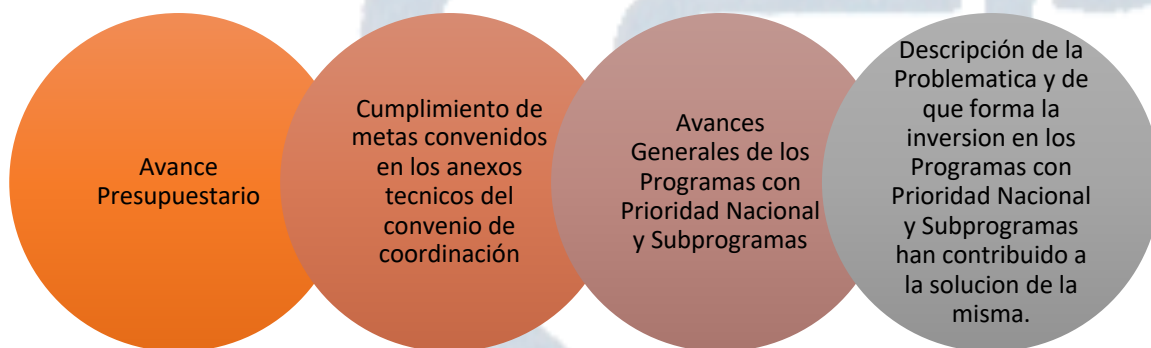 Avance
Presupuestario
Cumplimiento de
metas convenidos
en los anexos
tecnicos del
convenio de
coordinación
Avances
Generales de los
Programas con
Prioridad Nacional
y Subprogramas
Descripción de la
Problematica y de
que forma la
inversion en los
Programas con
Prioridad Nacional
y Subprogramas
han contribuido a
la solucion de la
misma.